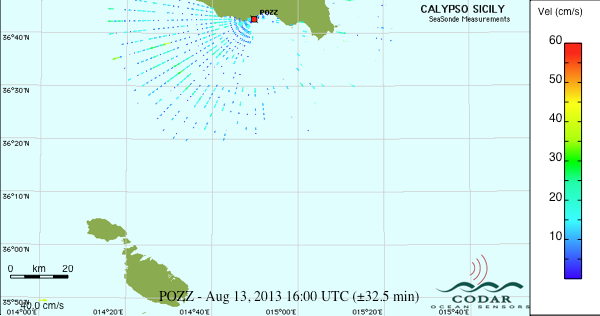 CALYPSO SICILY
SeaSonde Measurements
Vel (cm/s)
POZZ
60
50
40
30
20
10
36°40'N
36°30'N
36°20'N
36°10'N
36°00'N
35°50'N
0 km 20
40.0 cm/s
POZZ - Aug 13, 2013 16:00 UTC (±32.5 min)
CODAR
OCEAN SENSORS
014°00'E 014°20'E 014°40'E 015°00'E 015°20'E 015°40'E